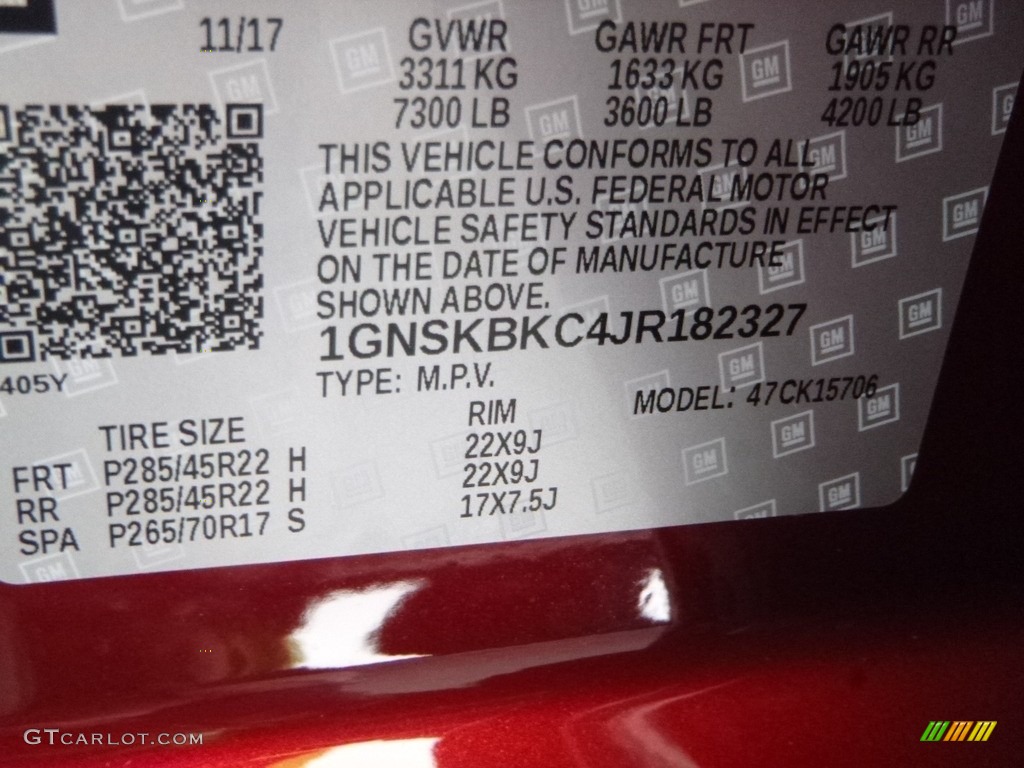 11/17 GVWR GAWR FRT GAWR RR
3311 KG 1633 KG 1905 KG
7300 LB 3600 LB 4200 LB
THIS VEHICLE CONFORMS TO ALL
APPLICABLE U.S. FEDERAL MOTOR
VEHICLE SAFETY STANDARDS IN EFFECT
ON THE DATE OF MANUFACTURE
SHOWN ABOVE.
1GNSKBKC4JR182327
405Y TYPE: M.P.V. MODEL: 47CK15706
TIRE SIZE RIM
FRT P285/45R22 H 22X9J
RR P285/45R22 H 22X9J
SPA P265/70R17 S 17X7.5J
GM
GTCARLOT.COM